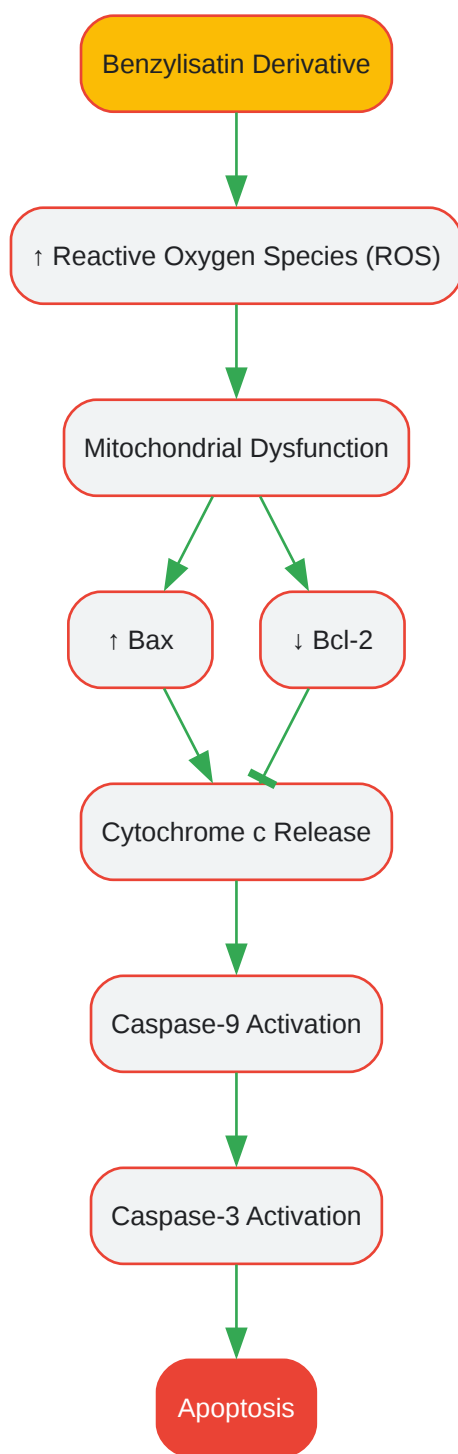 Benzylisatin Derivative
↑ Reactive Oxygen Species (ROS)
Mitochondrial Dysfunction
↑ Bax
↓ Bcl-2
Cytochrome c Release
Caspase-9 Activation
Caspase-3 Activation
Apoptosis